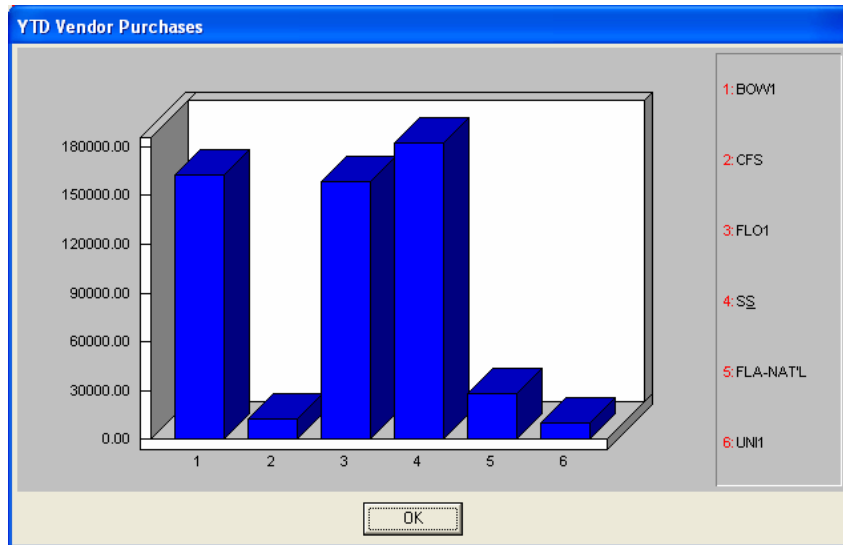 YTD Vendor Purchases
180000.00
150000.00
120000.00
90000.00
60000.00
30000.00
0.00
1 2 3 4 5 6
1: BOW1
2: CFS
3: FLO1
4: SS
5: FLA-NAT'L
6: UNI1
OK